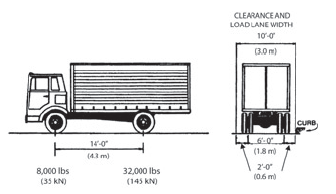 CLEARANCE AND
LOAD LANE WIDTH
10'-0"
(3.0 m)
CURB
14'-0"
(4.3 m)
6'-0"
(1.8 m)
8,000 lbs
(35 kN)
32,000 lbs
(145 kN)
2'-0"
(0.6 m)